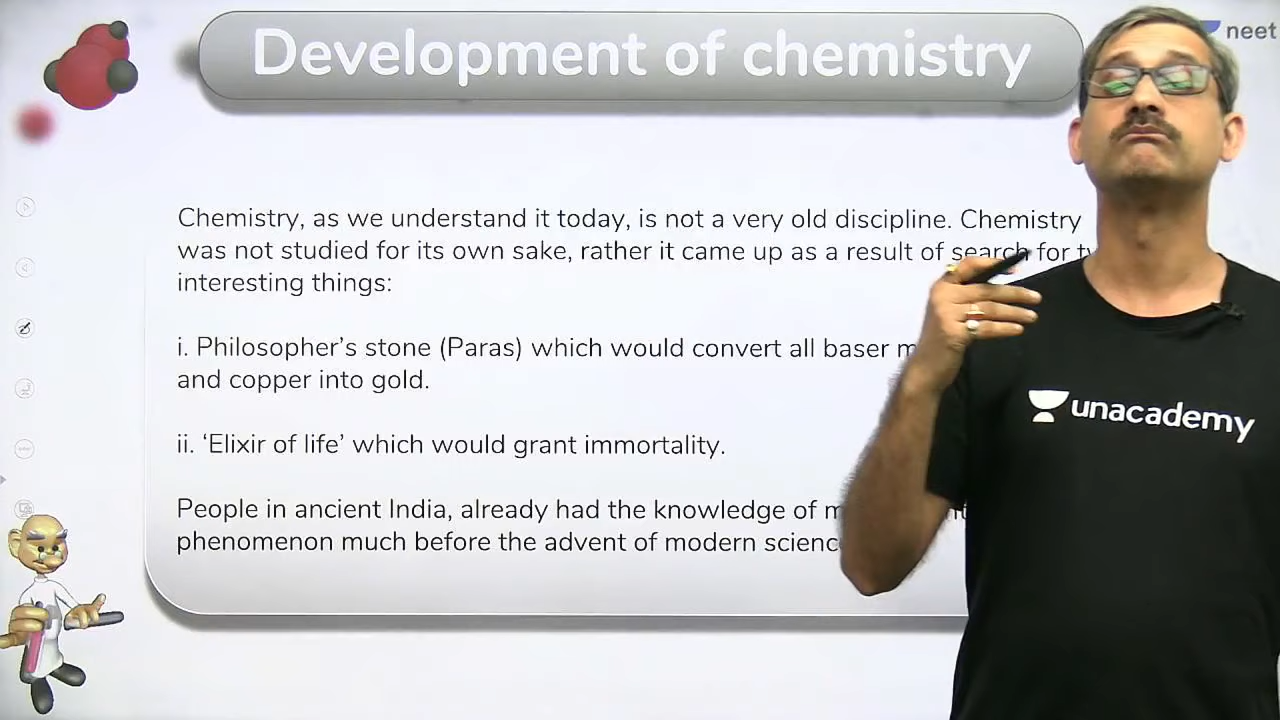 Development of chemistry
neet
Chemistry, as we understand it today, is not a very old discipline. Chemistry
was not studied for its own sake, rather it came up as a result of search for
interesting things:
i. Philosopher's stone (Paras) which would convert all baser
and copper into gold.
ii. ‘Elixir of life’ which would grant immortality.
People in ancient India, already had the knowledge of
phenomenon much before the advent of modern
unacademy